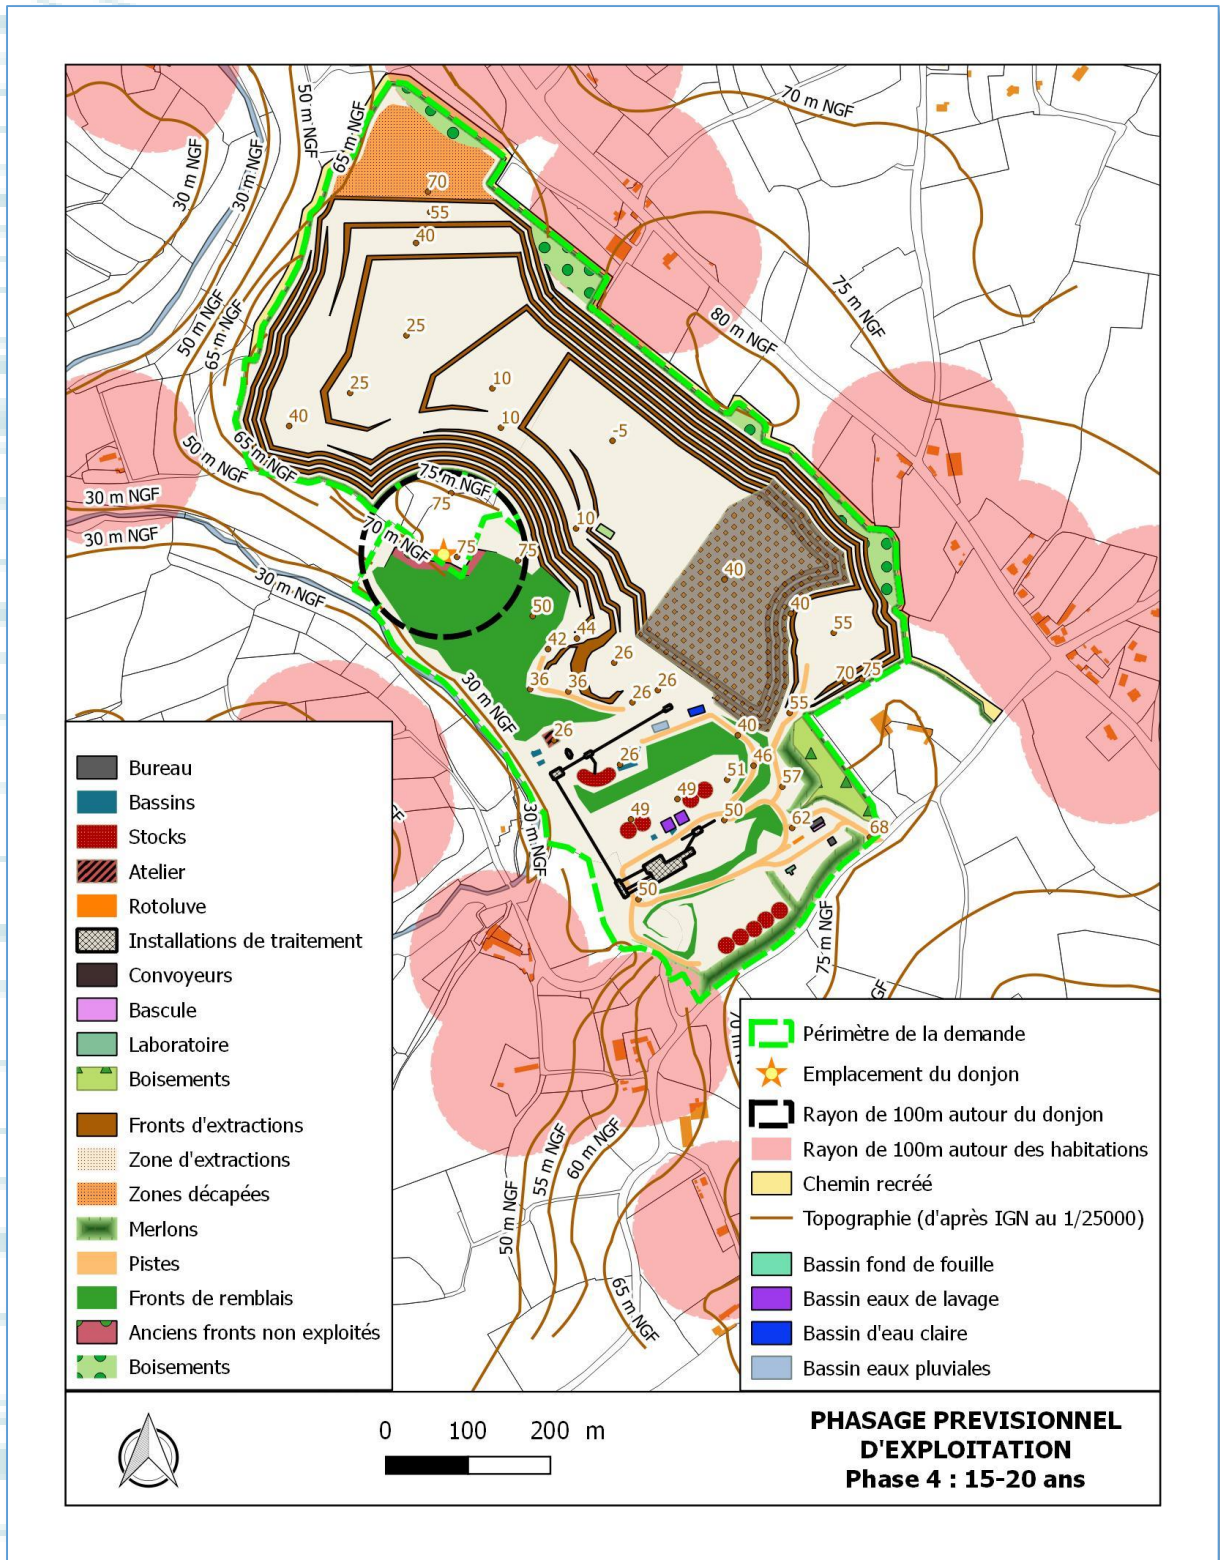 70 m NGF
50 m NGF
65 m NGF
30 m NGF
30 m NGF
70
55
40
75 m NGF
50 m NGF
65 m NGF
80 m NGF
25
25
10
40
10
-5
65 m NGF
50 m NGF
75 m NGF
30 m NGF
75
10
70 m NGF
30 m NGF
75
75
40
30 m NGF
50
40
55
44
42
26
70
75
36
36
26
26
30 m NGF
55
26
40
26
46
51
57
49
49
50
62
68
30 m NGF
50
75 m NGF
GF
55 m NGF
60 m NGF
50 m NGF
65 m NGF
Bureau
Bassins
Stocks
Atelier
Rotoluve
Installations de traitement
Convoyeurs
Bascule
Laboratoire
Boisements
Fronts d'extractions
Zone d'extractions
Zones décapées
Merlons
Pistes
Fronts de remblais
Anciens fronts non exploités
Boisements
Périmètre de la demande
Emplacement du donjon
Rayon de 100m autour du donjon
Rayon de 100m autour des habitations
Chemin recréé
Topographie (d'après IGN au 1/25000)
Bassin fond de fouille
Bassin eaux de lavage
Bassin d'eau claire
Bassin eaux pluviales
0 100 200 m
PHASAGE PREVISIONNEL
D'EXPLOITATION
Phase 4 : 15-20 ans